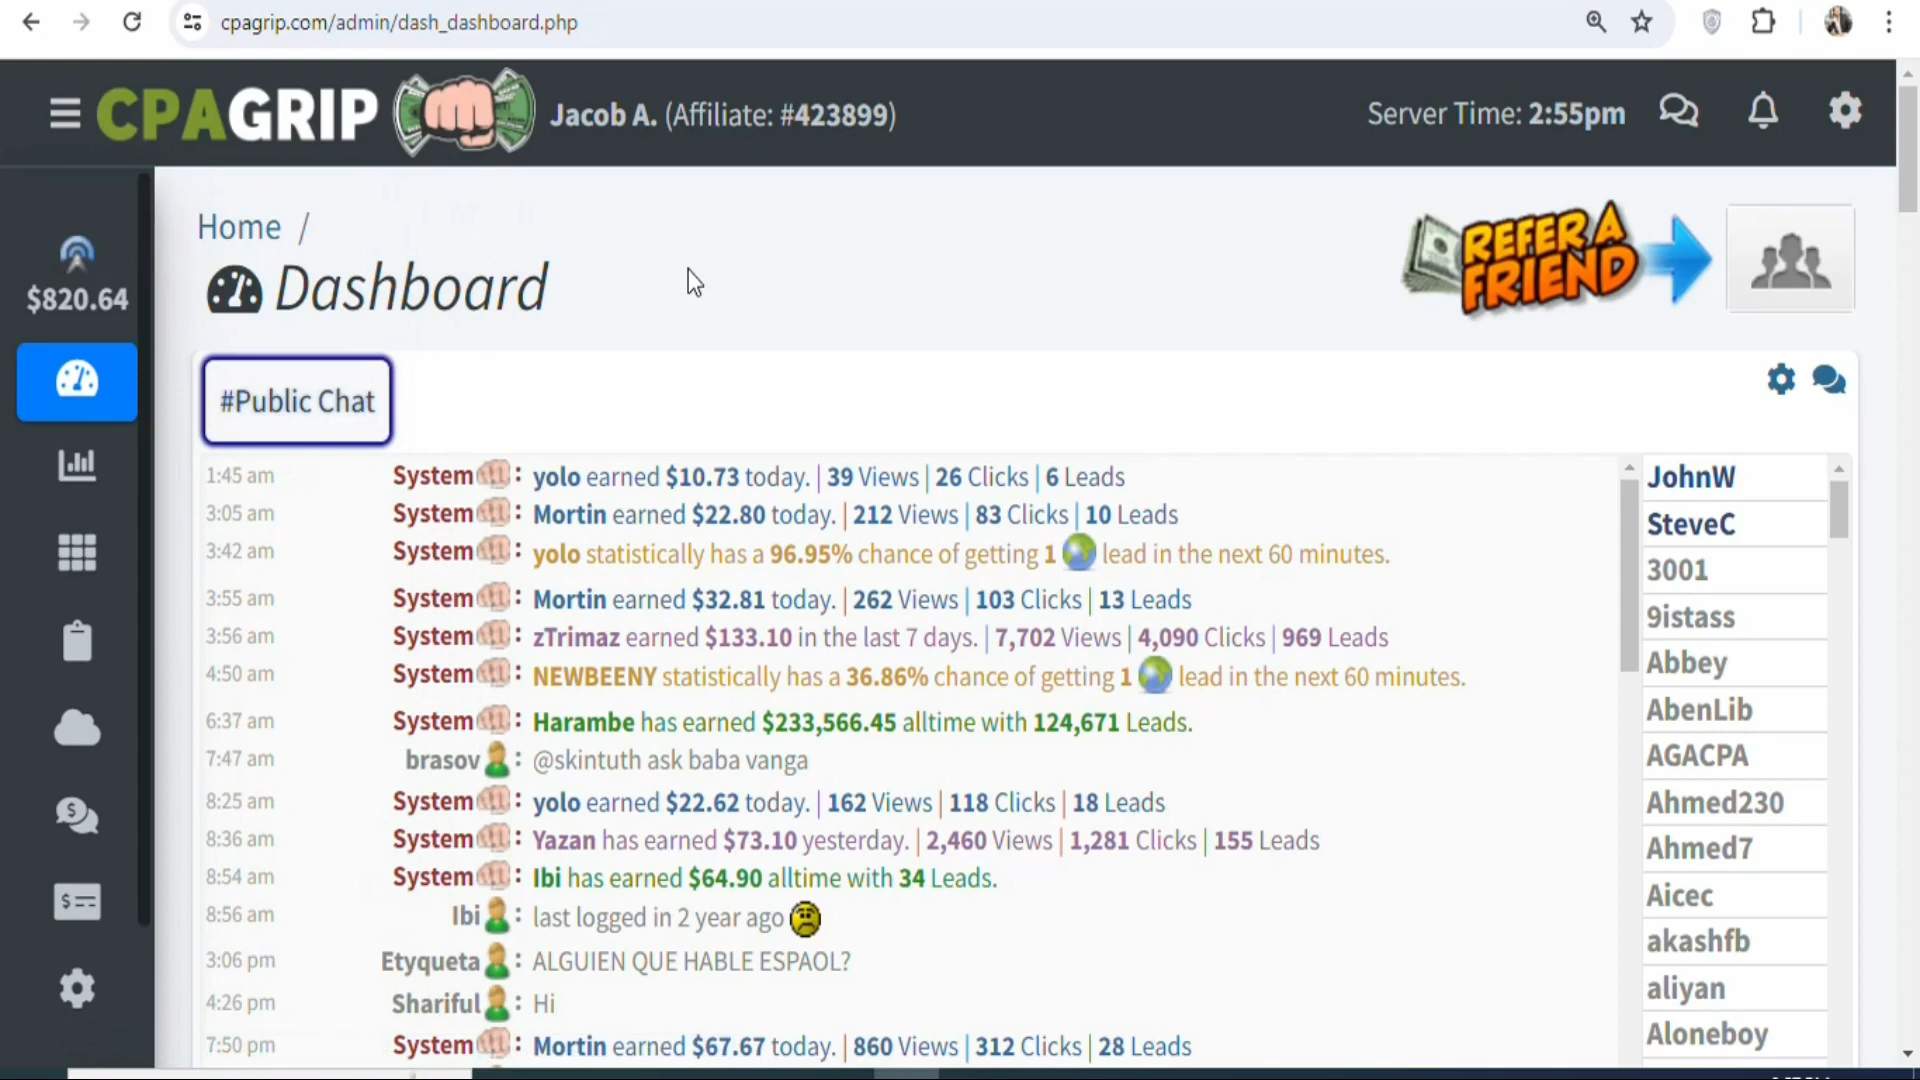 cpagrip.com/admin/dash_dashboard.php
CPAGRIP Jacob A. (Affiliate: #423899) Server Time: 2:55pm
Home /
Dashboard
REFER A
FRIEND
$820.64
#Public Chat
1:45 am System : yolo earned $10.73 today. | 39 Views | 26 Clicks | 6 Leads
3:05 am System : Mortin earned $22.80 today. | 212 Views | 83 Clicks | 10 Leads
3:42 am System : yolo statistically has a 96.95% chance of getting 1 lead in the next 60 minutes.
3:55 am System : Mortin earned $32.81 today. | 262 Views | 103 Clicks | 13 Leads
3:56 am System : zTrimaz earned $133.10 in the last 7 days. | 7,702 Views | 4,090 Clicks | 969 Leads
4:50 am System : NEWBEENY statistically has a 36.86% chance of getting 1 lead in the next 60 minutes.
6:37 am System : Harambe has earned $233,566.45 alltime with 124,671 Leads.
7:47 am brasov : @skintuth ask baba vanga
8:25 am System : yolo earned $22.62 today. | 162 Views | 118 Clicks | 18 Leads
8:36 am System : Yazan has earned $73.10 yesterday. | 2,460 Views | 1,281 Clicks | 155 Leads
8:54 am System : Ibi has earned $64.90 alltime with 34 Leads.
8:56 am Ibi : last logged in 2 year ago
3:06 pm Etyqueta : ALGUIEN QUE HABLE ESPAOL?
4:26 pm Shariful : Hi
7:50 pm System : Mortin earned $67.67 today. | 860 Views | 312 Clicks | 28 Leads
JohnW
SteveC
3001
9istass
Abbey
AbenLib
AGACPA
Ahmed230
Ahmed7
Aicec
akashfb
aliyan
Aloneboy